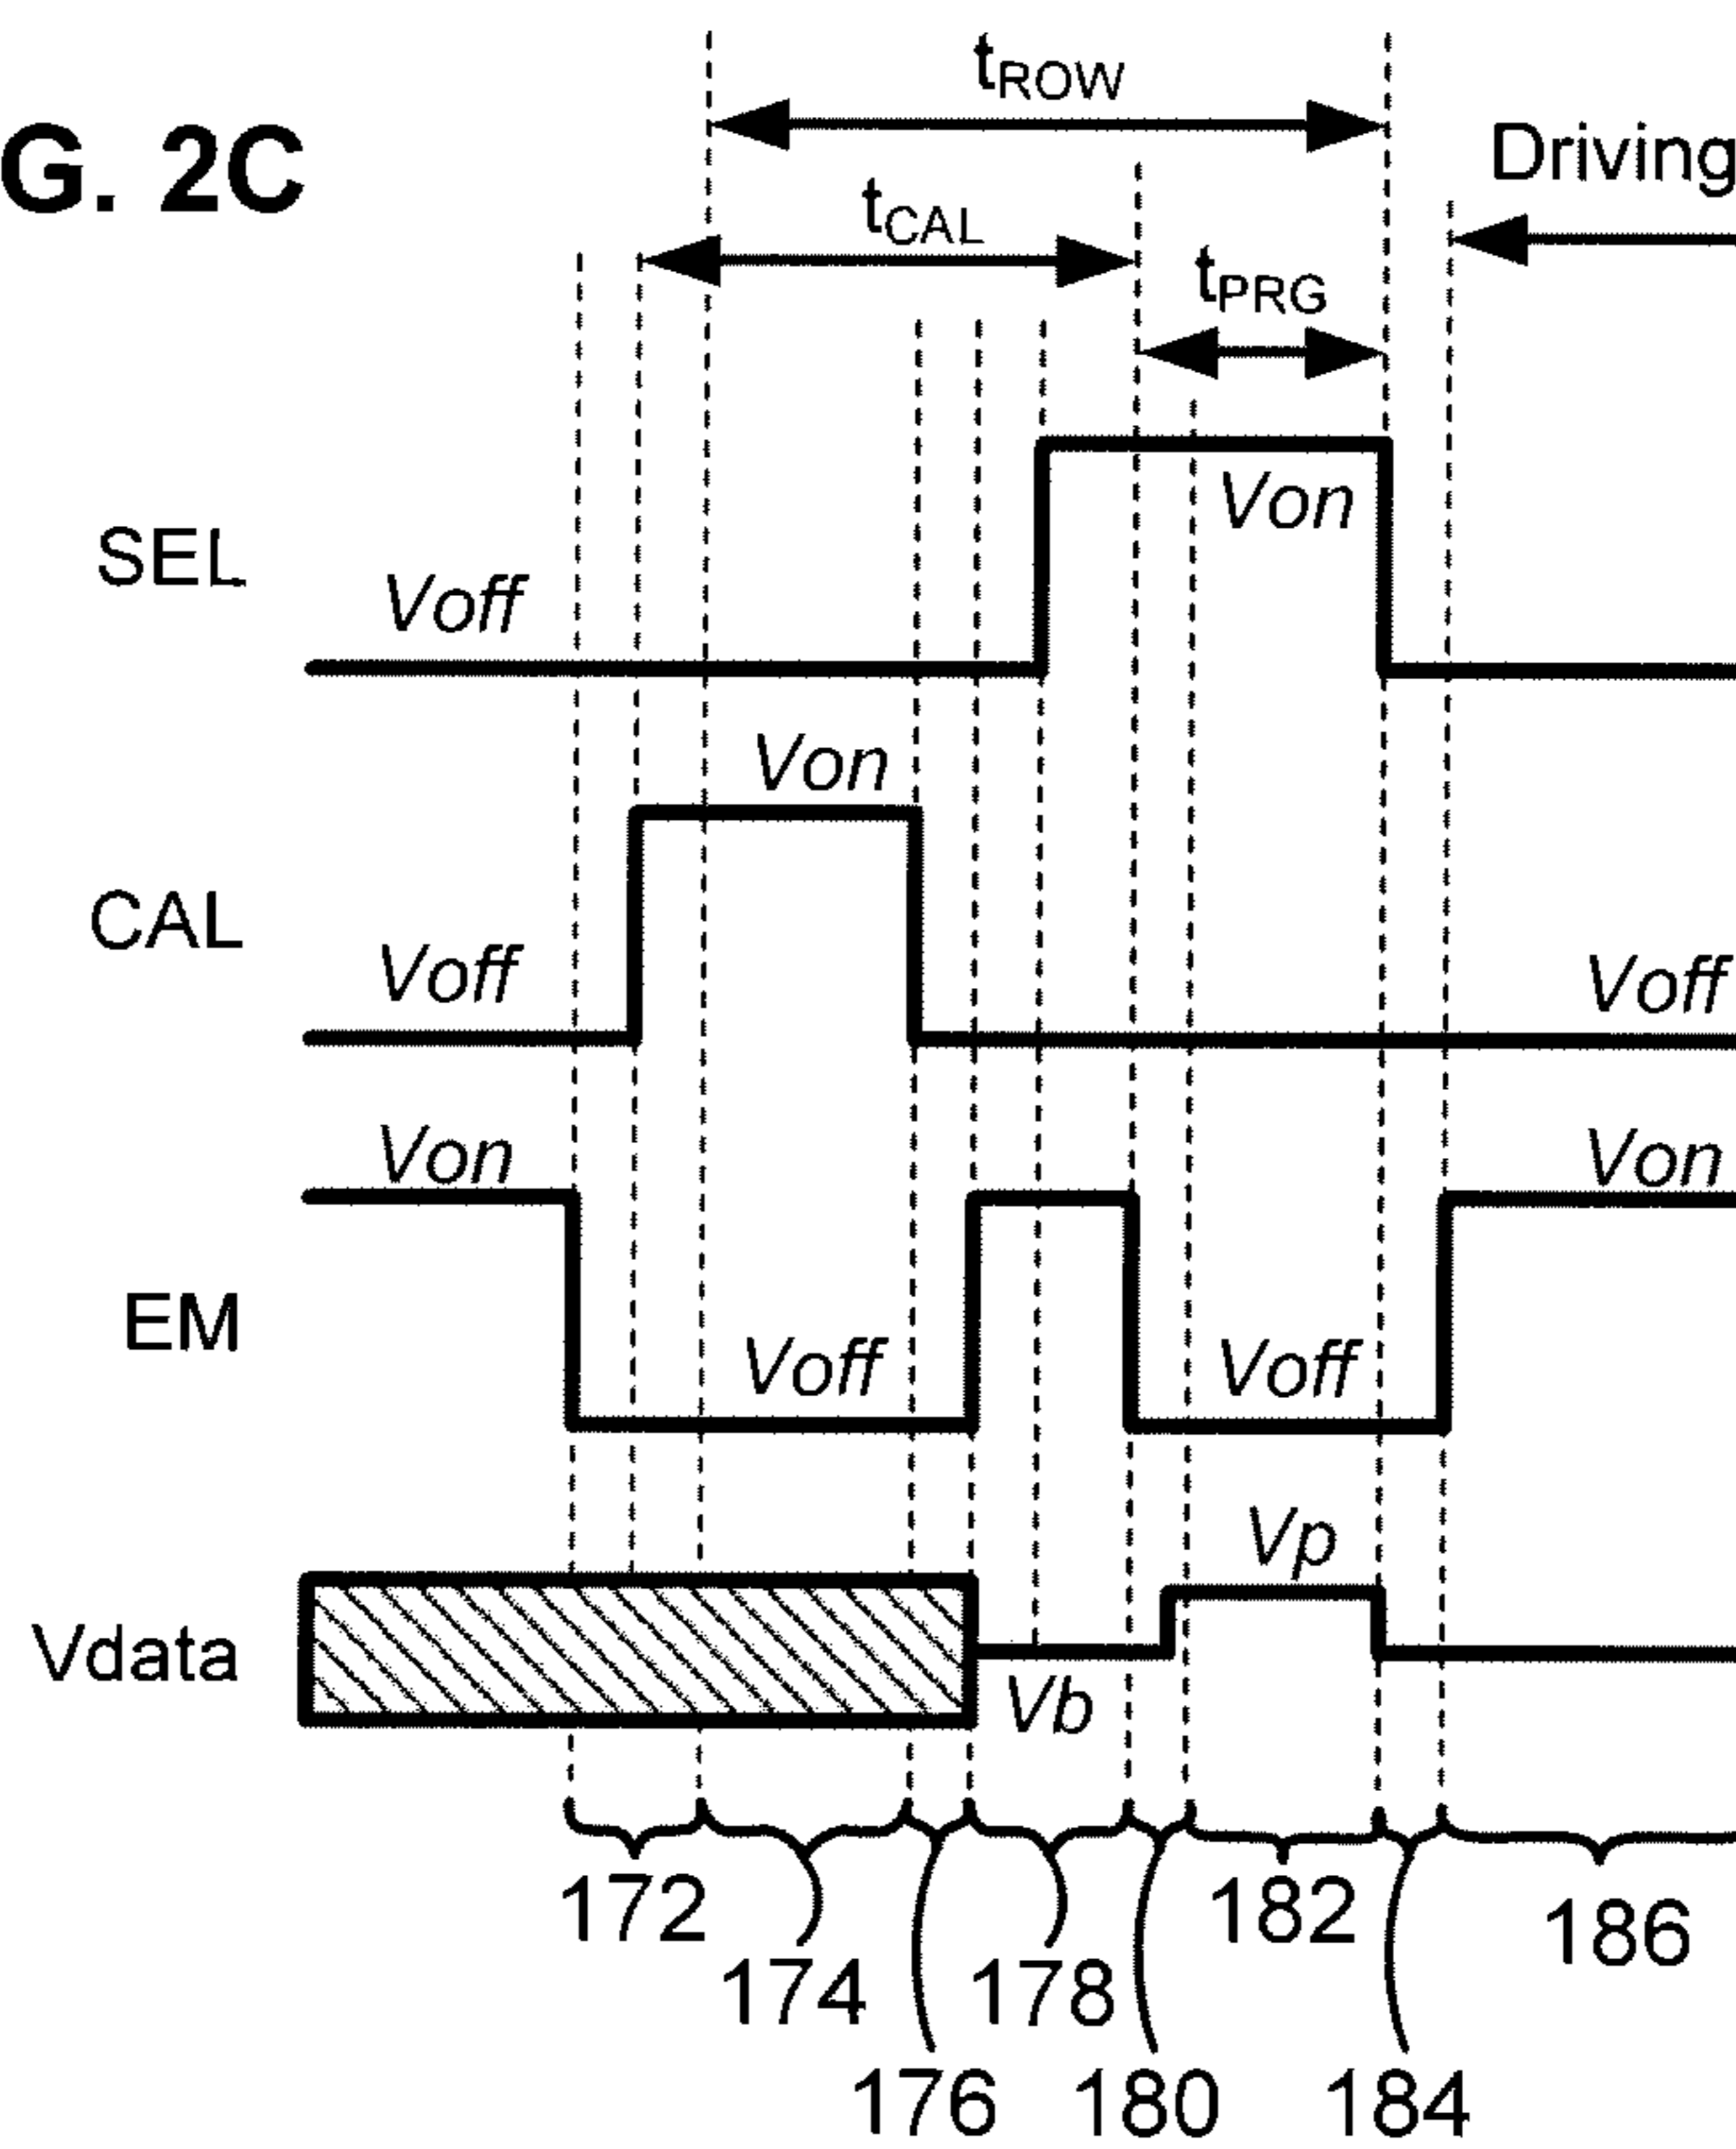 G. 2C
tROW
Driving
tCAL
tPRG
SEL
Voff
Von
CAL
Voff
Von
Voff
EM
Von
Voff
Voff
Von
Vdata
Vb
Vp
172
174
176
178
180
182
184
186